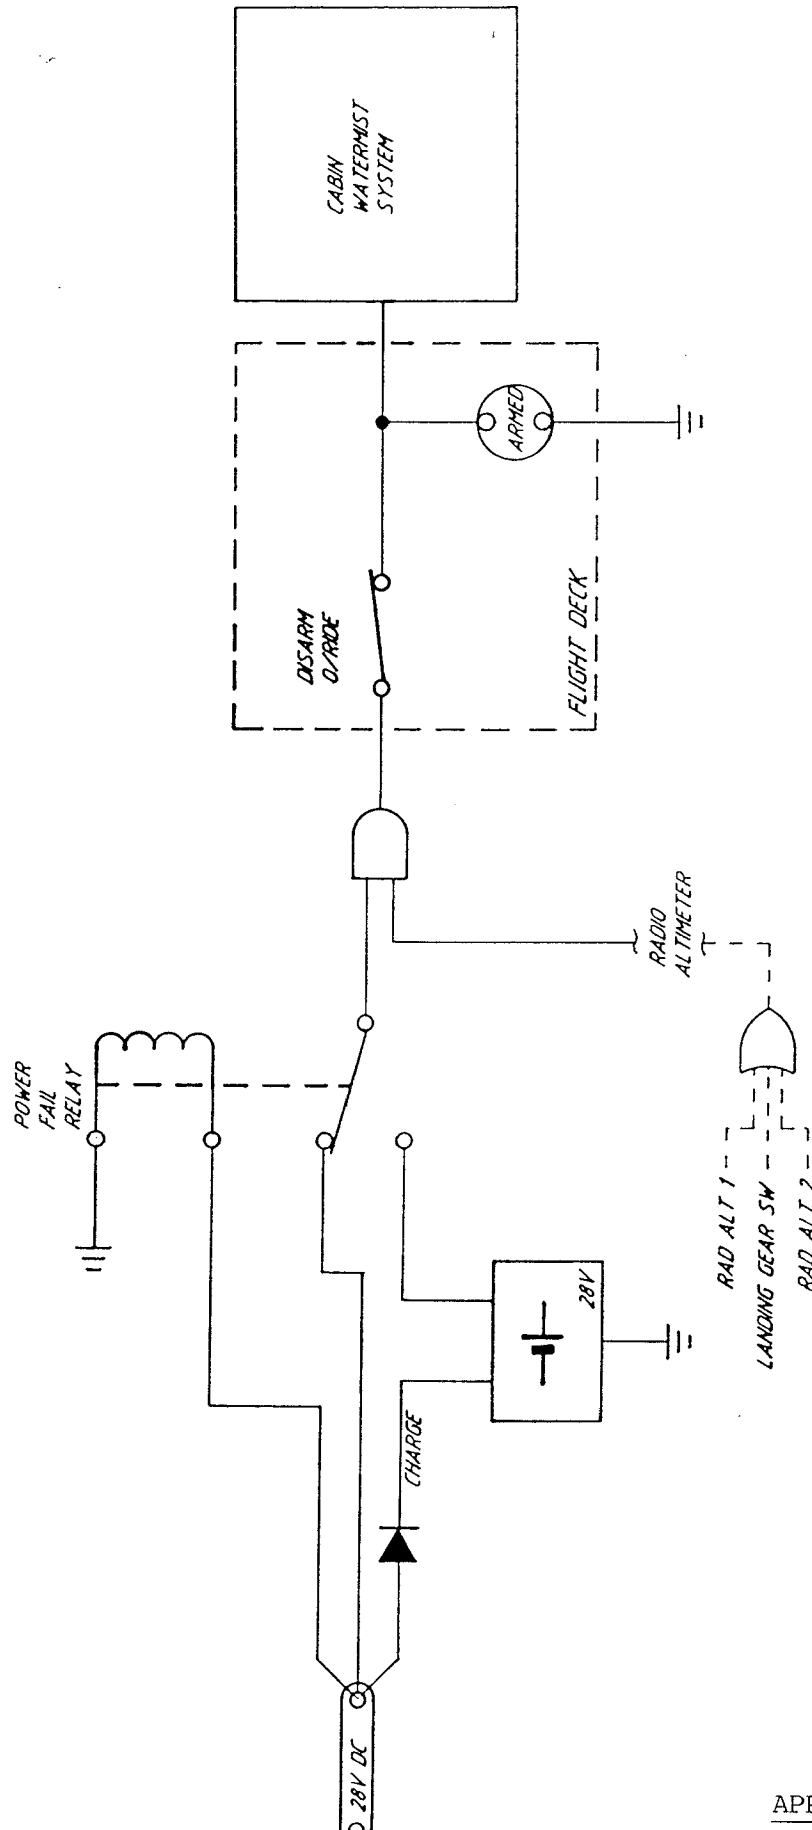 CABIN
WATERMIST
SYSTEM
ARMED
DISARM
O/RIDE
FLIGHT DECK
RADIO
ALTIMETER
POWER
FAIL
RELAY
RAD ALT 1
LANDING GEAR SW
RAD ALT 2
28V
CHARGE
28V DC